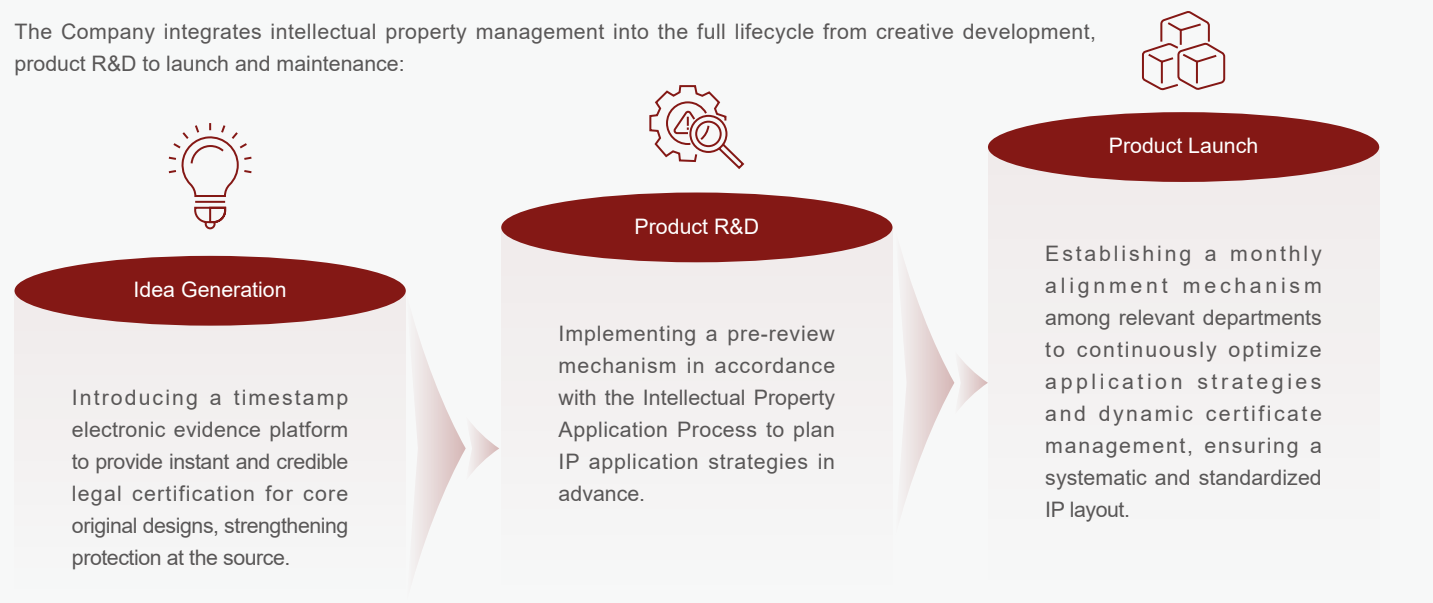 The Company integrates intellectual property management into the full lifecycle from creative development,
product R&D to launch and maintenance:
Idea Generation
Introducing a timestamp
electronic evidence platform
to provide instant and credible
legal certification for core
original designs, strengthening
protection at the source.
Product R&D
Implementing a pre-review
mechanism in accordance
with the Intellectual Property
Application Process to plan
IP application strategies in
advance.
Product Launch
Establishing a monthly
alignment mechanism
among relevant departments
to continuously optimize
application strategies
and dynamic certificate
management, ensuring a
systematic and standardized
IP layout.